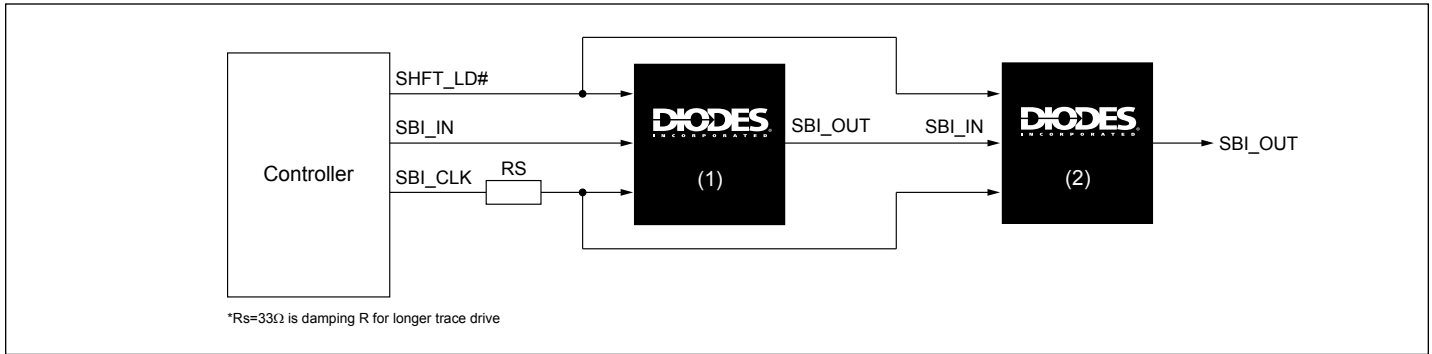 SHFT_LD#
SBI_IN
SBI_CLK
RS
Controller
DIODES®
INCORPORATED
(1)
SBI_OUT
SBI_IN
DIODES®
INCORPORATED
(2)
SBI_OUT
*Rs=33Ω is damping R for longer trace drive